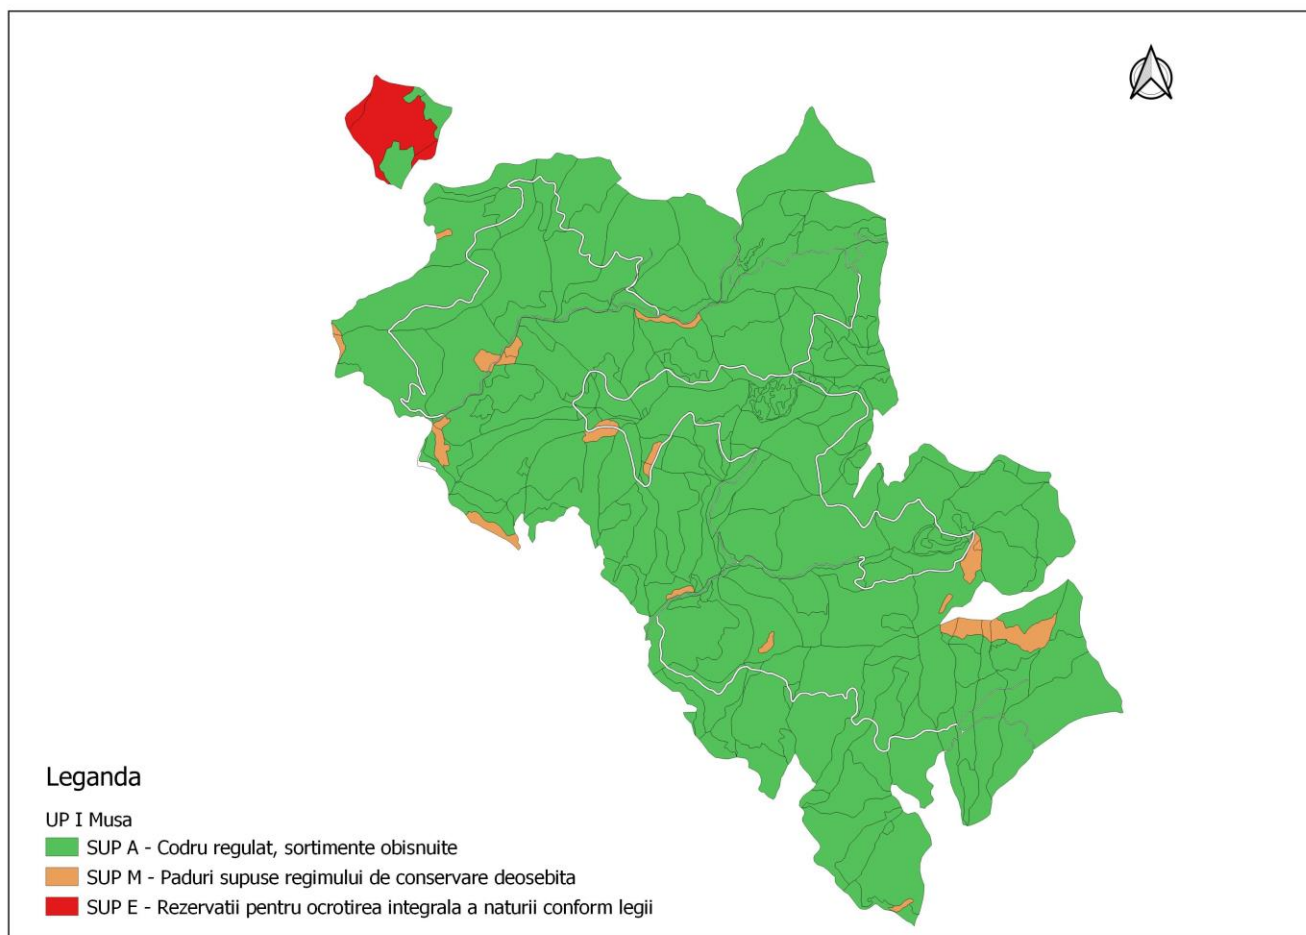 Leganda
UP I Musa
SUP A - Codru regulat, sortimente obisnuite
SUP M - Paduri supuse regimului de conservare deosebita
SUP E - Rezervatii pentru ocrotirea integrala a naturii conform legii